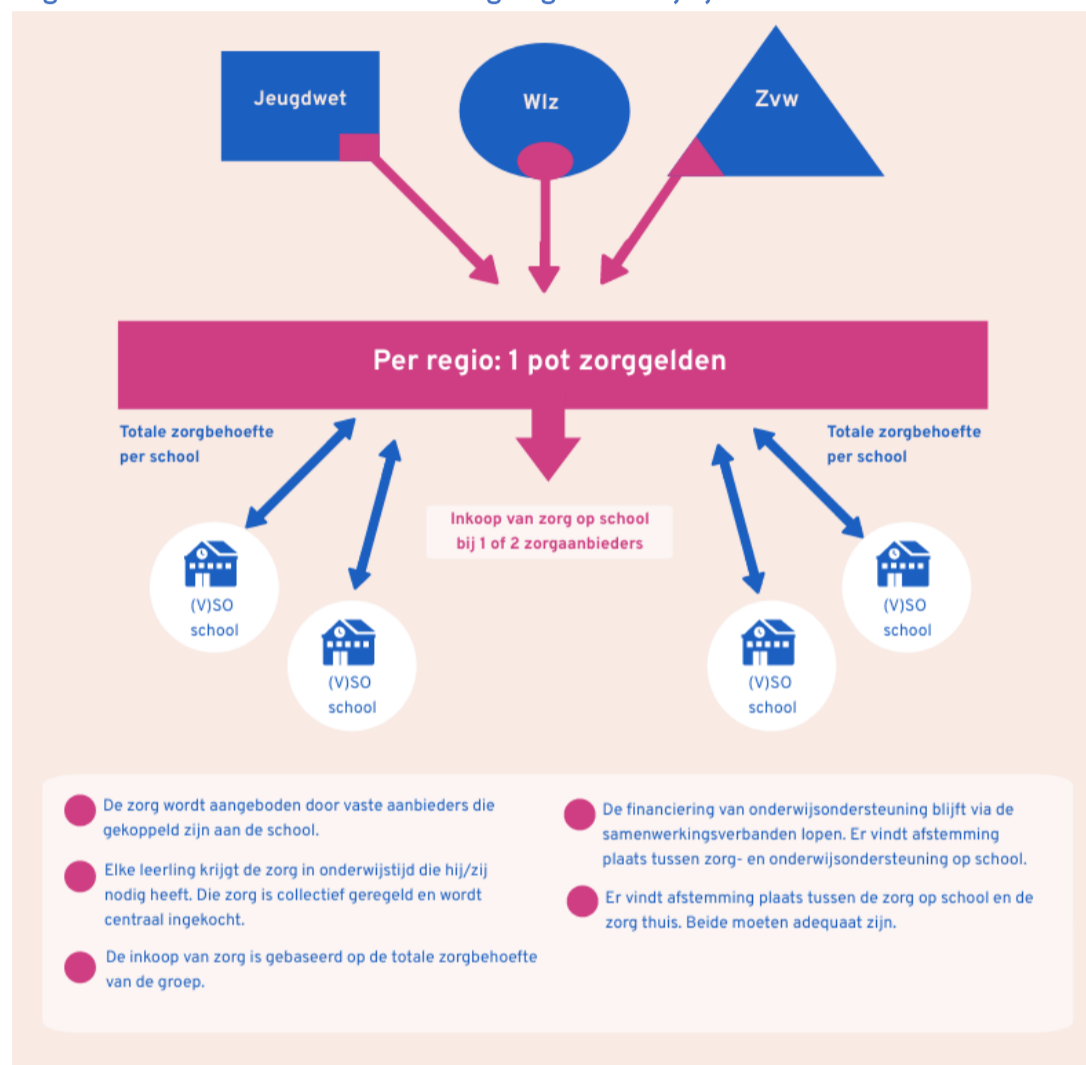 Jeugdwet
Wlz
Zvw
Per regio: 1 pot zorggelden
Totale zorgbehoefte
per school
Totale zorgbehoefte
per school
Inkoop van zorg op school
bij 1 of 2 zorgaanbieders
(V)SO
school
(V)SO
school
(V)SO
school
(V)SO
school
De zorg wordt aangeboden door vaste aanbieders die
gekoppeld zijn aan de school.
Elke leerling krijgt de zorg in onderwijstijd die hij/zij
nodig heeft. Die zorg is collectief geregeld en wordt
centraal ingekocht.
De inkoop van zorg is gebaseerd op de totale zorgbehoefte
van de groep.
De financiering van onderwijsondersteuning blijft via de
samenwerkingsverbanden lopen. Er vindt afstemming
plaats tussen zorg- en onderwijsondersteuning op school.
Er vindt afstemming plaats tussen de zorg op school en de
zorg thuis. Beide moeten adequaat zijn.